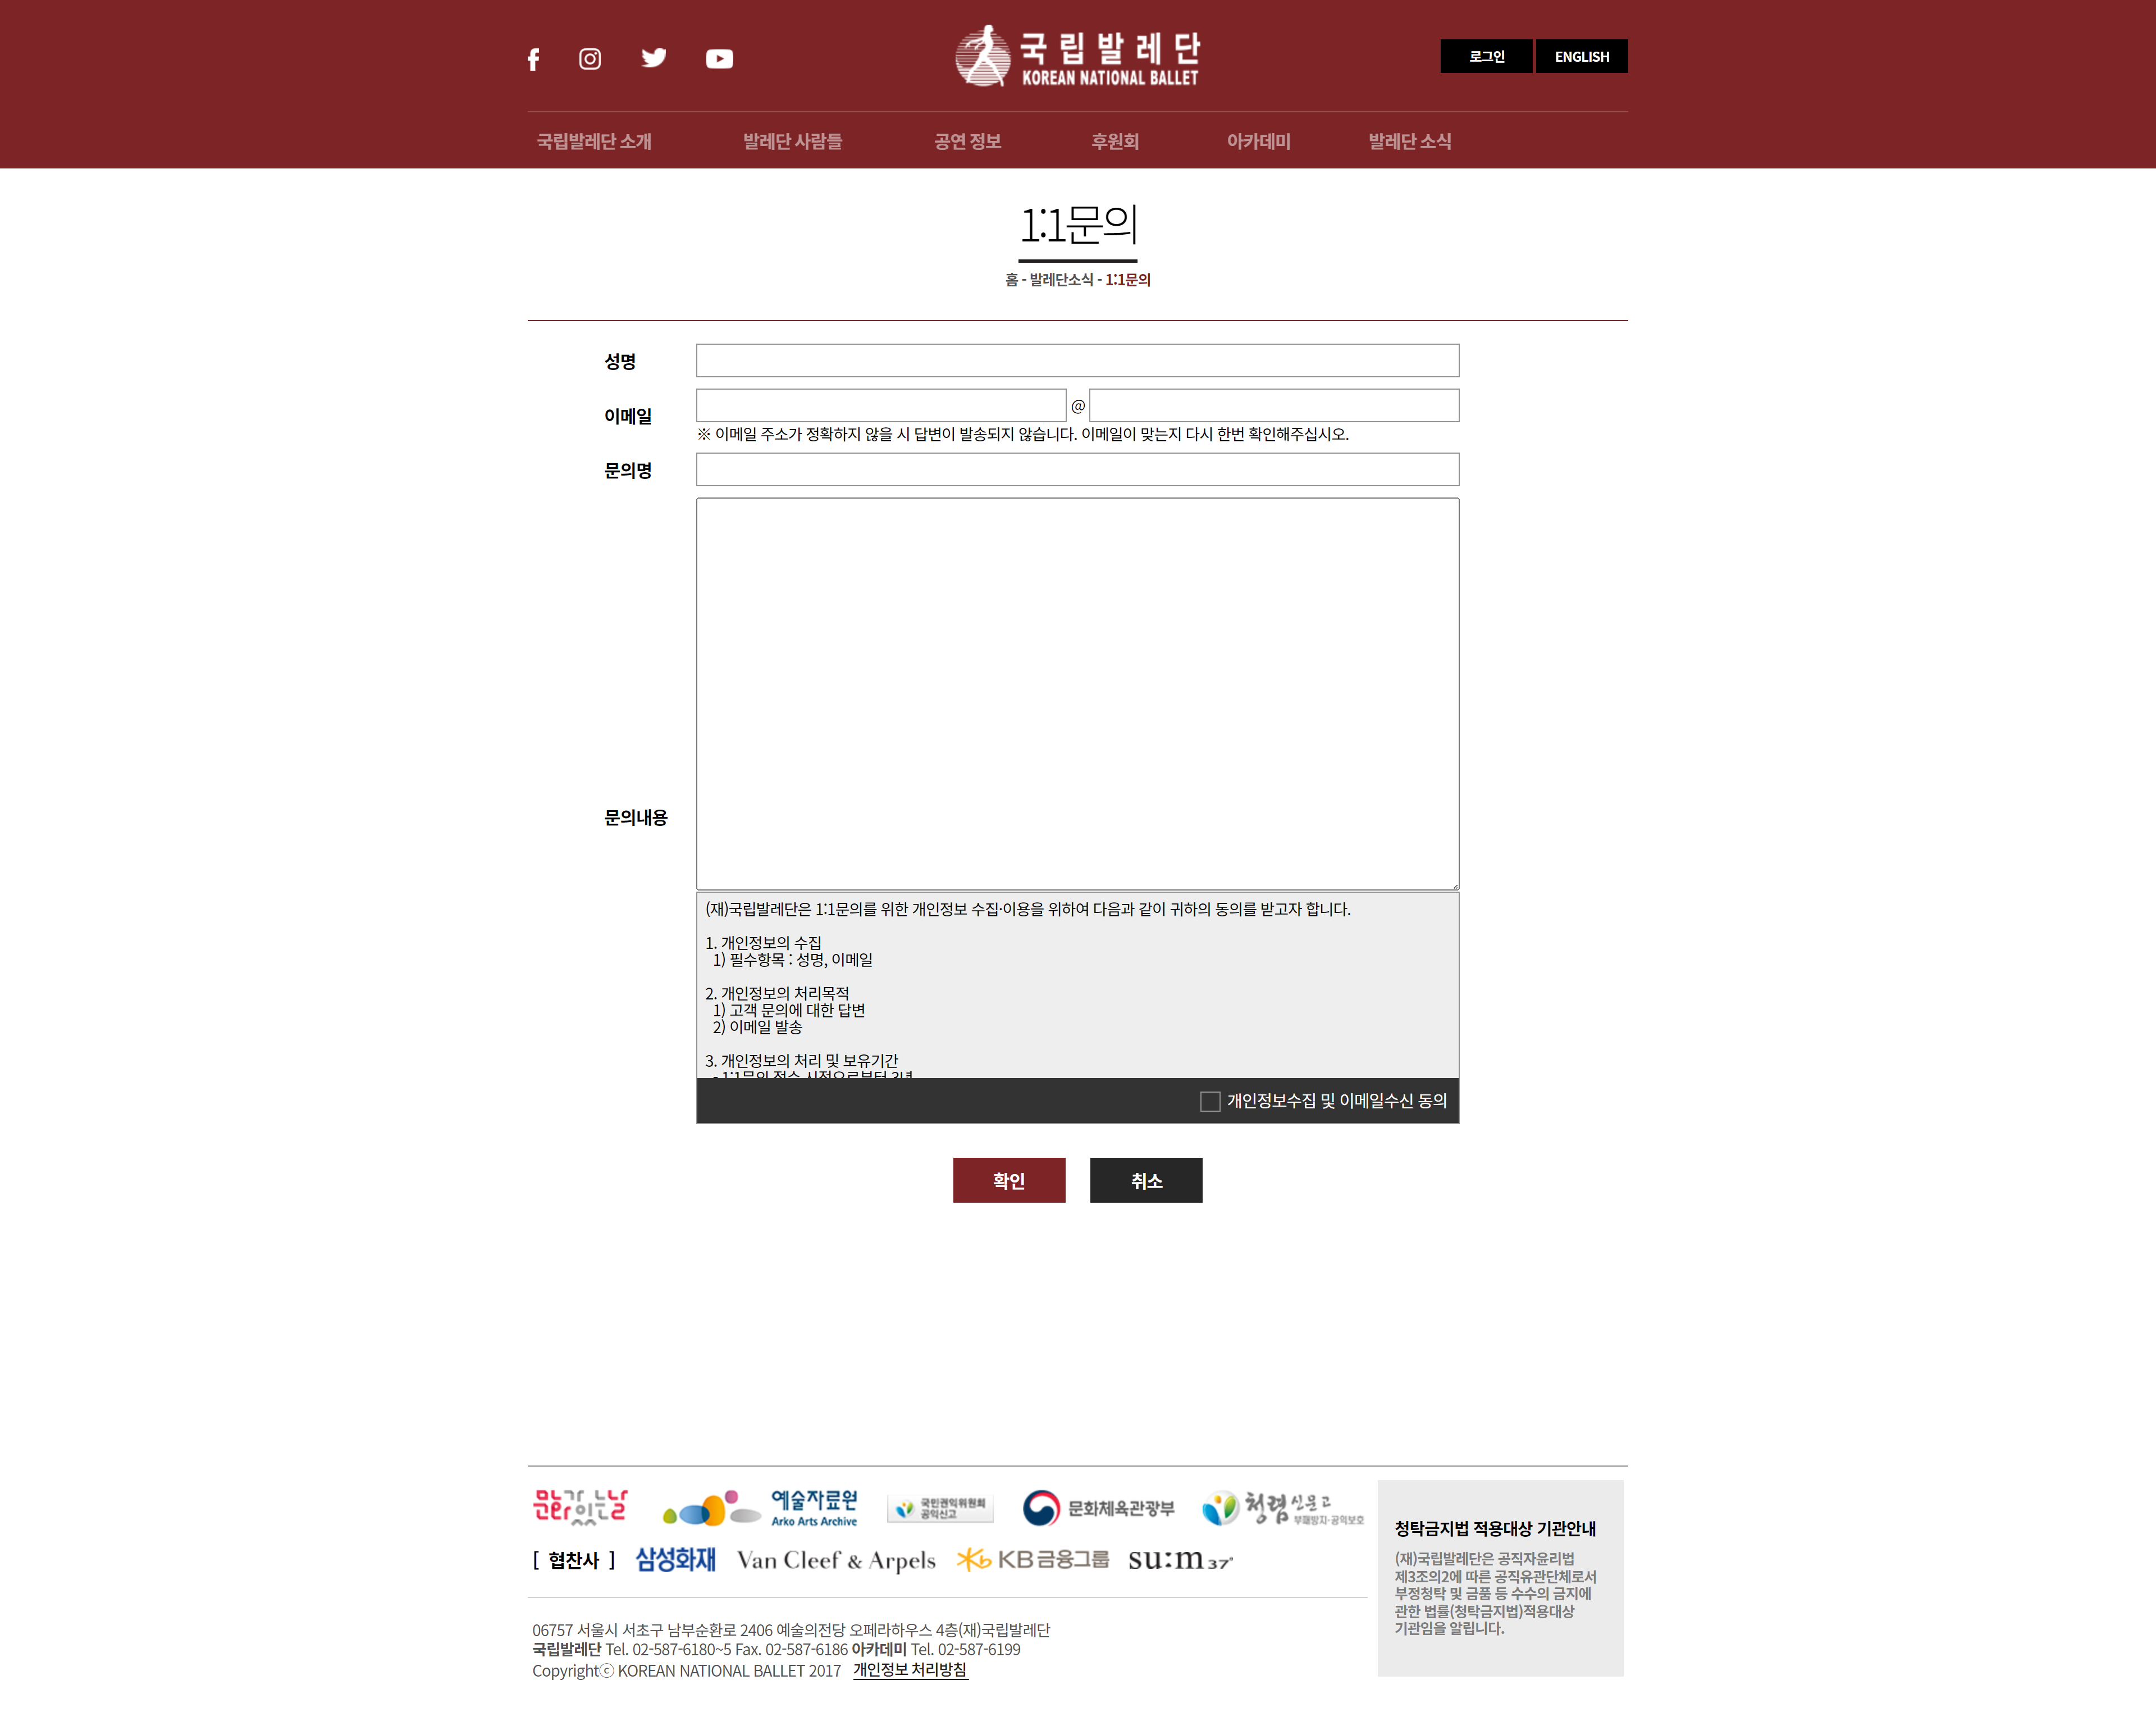 국립발레단
KOREAN NATIONAL BALLET
로그인
ENGLISH
국립발레단 소개
발레단 사람들
공연 정보
후원회
아카데미
발레단 소식
1:1문의
홈 - 발레단소식 - 1:1문의
성명
이메일
@
※ 이메일 주소가 정확하지 않을 시 답변이 발송되지 않습니다. 이메일이 맞는지 다시 한번 확인해주십시오.
문의명
문의내용
(재)국립발레단은 1:1문의를 위한 개인정보 수집·이용을 위하여 다음과 같이 귀하의 동의를 받고자 합니다.
1. 개인정보의 수집
1) 필수항목 : 성명, 이메일
2. 개인정보의 처리목적
1) 고객 문의에 대한 답변
2) 이메일 발송
3. 개인정보의 처리 및 보유기간
- 1:1문의 접수 시점으로부터 3년
개인정보수집 및 이메일수신 동의
확인
취소
문화가 있는 날
예술자료원
Arko Arts Archive
국민권익위원회
공익신고
문화체육관광부
청렴신문고
부패방지·공익보호
[ 협찬사 ]
삼성화재
Van Cleef & Arpels
KB금융그룹
su:m37°
06757 서울시 서초구 남부순환로 2406 예술의전당 오페라하우스 4층(재)국립발레단
국립발레단 Tel. 02-587-6180~5 Fax. 02-587-6186 아카데미 Tel. 02-587-6199
Copyrightⓒ KOREAN NATIONAL BALLET 2017 개인정보 처리방침
청탁금지법 적용대상 기관안내
(재)국립발레단은 공직자윤리법
제3조의2에 따른 공직유관단체로서
부정청탁 및 금품 등 수수의 금지에
관한 법률(청탁금지법)적용대상
기관임을 알립니다.